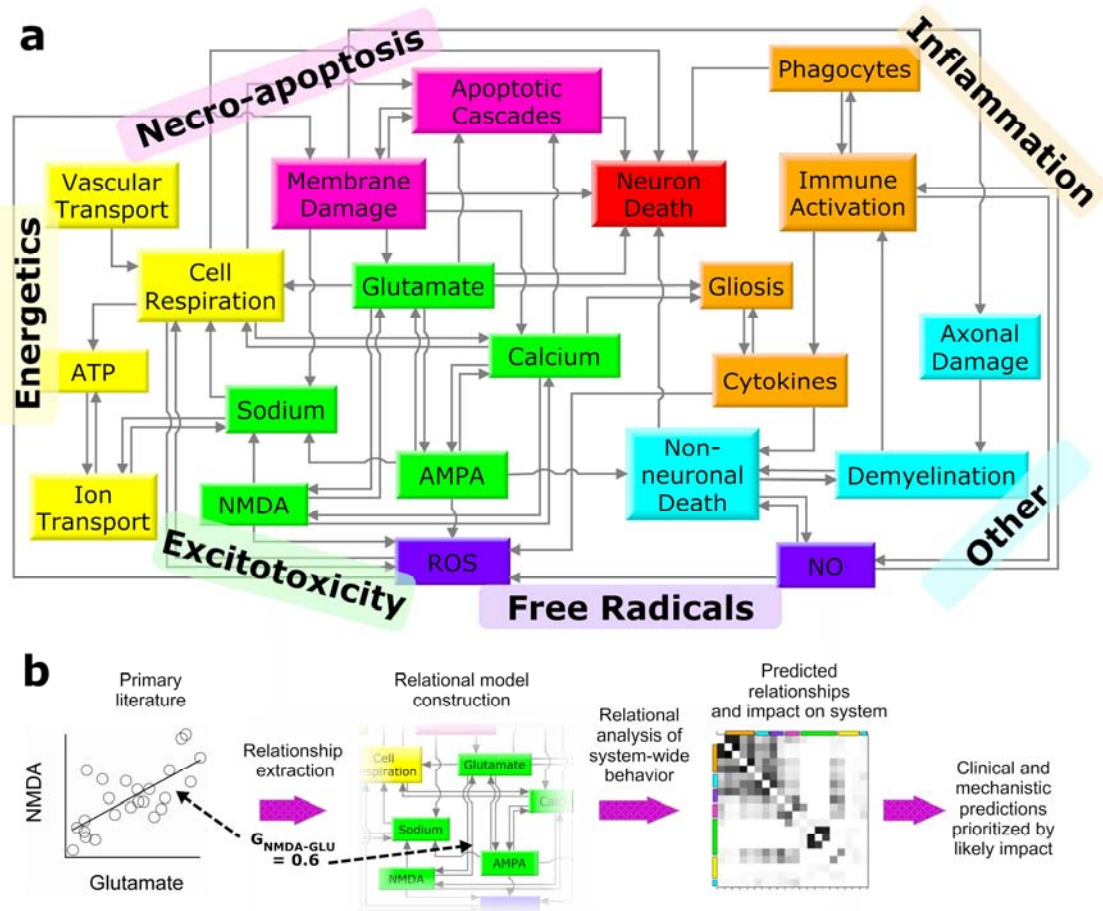 a
Necro-apoptosis
Inflammation
Phagocytes
Apoptotic
Cascades
Vascular
Transport
Membrane
Damage
Neuron
Death
Immune
Activation
Energetics
Cell
Respiration
Glutamate
Gliosis
Calcium
Axonal
Damage
ATP
Cytokines
Sodium
Non-
neuronal
Death
AMPA
Demyelination
Ion
Transport
NMDA
Other
Excitotoxicity
ROS
NO
Free Radicals
b
Primary
literature
NMDA
Glutamate
Relationship
extraction
G NMDA-GLU
= 0.6
Relational model
construction
Cell
respiration
Glutamate
Calc
Sodium
AMPA
NMDA
Relational
analysis of
system-wide
behavior
Predicted
relationships
and impact on system
Clinical and
mechanistic
predictions
prioritized by
likely impact